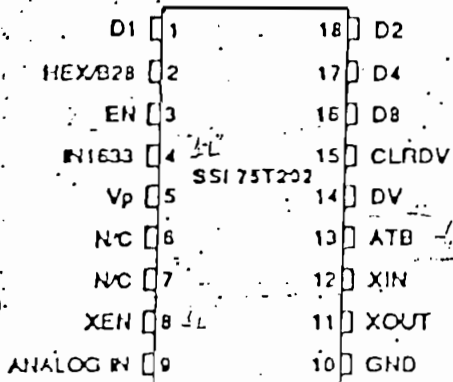 D1 1 18 D2
HEX/B28 2 17 D4
EN 3 16 D8
IN1633 4 15 CLRDV
SSI 75T202
Vp 5 14 DV
N/C 6 13 ATB
N/C 7 12 XIN
XEN 8 11 XOUT
ANALOG IN 9 10 GND